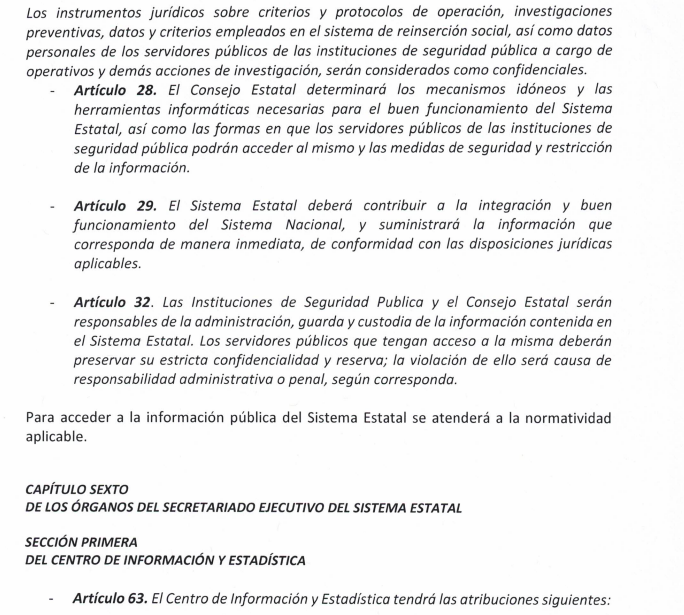 Los instrumentos jurídicos sobre criterios y protocolos de operación, investigaciones
preventivas, datos y criterios empleados en el sistema de reinserción social, así como datos
personales de los servidores públicos de las instituciones de seguridad pública a cargo de
operativos y demás acciones de investigación, serán considerados como confidenciales.
- Artículo 28. El Consejo Estatal determinará los mecanismos idóneos y las
herramientas informáticas necesarias para el buen funcionamiento del Sistema
Estatal, así como las formas en que los servidores públicos de las instituciones de
seguridad pública podrán acceder al mismo y las medidas de seguridad y restricción
de la información.
- Artículo 29. El Sistema Estatal deberá contribuir a la integración y buen
funcionamiento del Sistema Nacional, y suministrará la información que
corresponda de manera inmediata, de conformidad con las disposiciones jurídicas
aplicables.
- Artículo 32. Las Instituciones de Seguridad Publica y el Consejo Estatal serán
responsables de la administración, guarda y custodia de la información contenida en
el Sistema Estatal. Los servidores públicos que tengan acceso a la misma deberán
preservar su estricta confidencialidad y reserva; la violación de ello será causa de
responsabilidad administrativa o penal, según corresponda.
Para acceder a la información pública del Sistema Estatal se atenderá a la normatividad
aplicable.
CAPÍTULO SEXTO
DE LOS ÓRGANOS DEL SECRETARIADO EJECUTIVO DEL SISTEMA ESTATAL
SECCIÓN PRIMERA
DEL CENTRO DE INFORMACIÓN Y ESTADÍSTICA
- Artículo 63. El Centro de Información y Estadística tendrá las atribuciones siguientes: